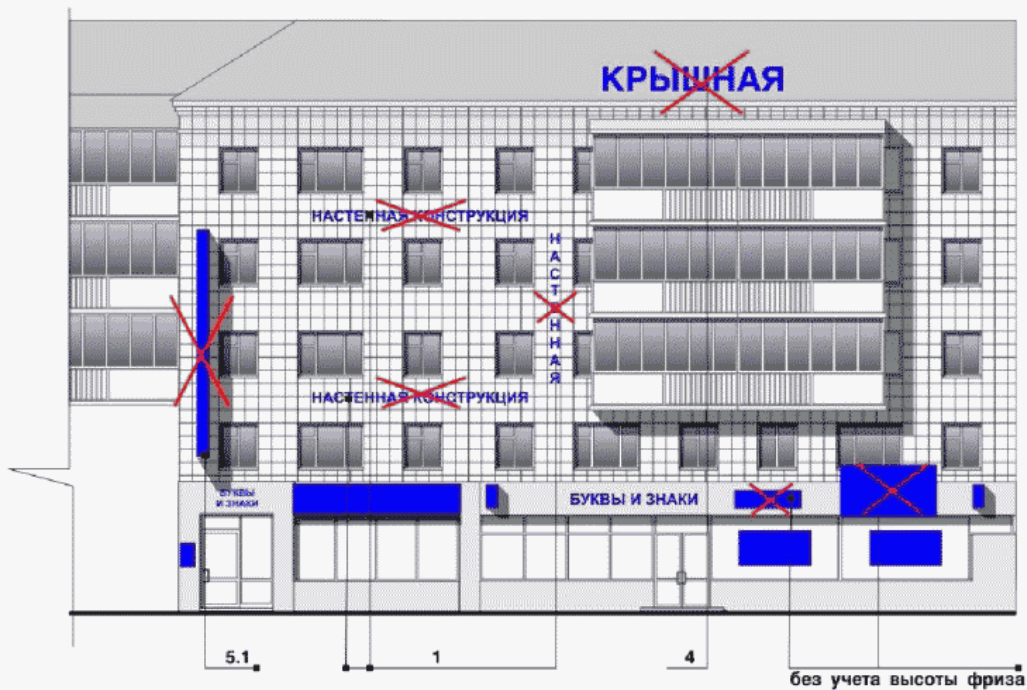 КРЫШНАЯ
НАСТЕННАЯ КОНСТРУКЦИЯ
НАСТЕННАЯ
НАСТЕННАЯ КОНСТРУКЦИЯ
БУКВЫ
И ЗНАКИ
БУКВЫ И ЗНАКИ
5.1
1
4
без учета высоты фриза